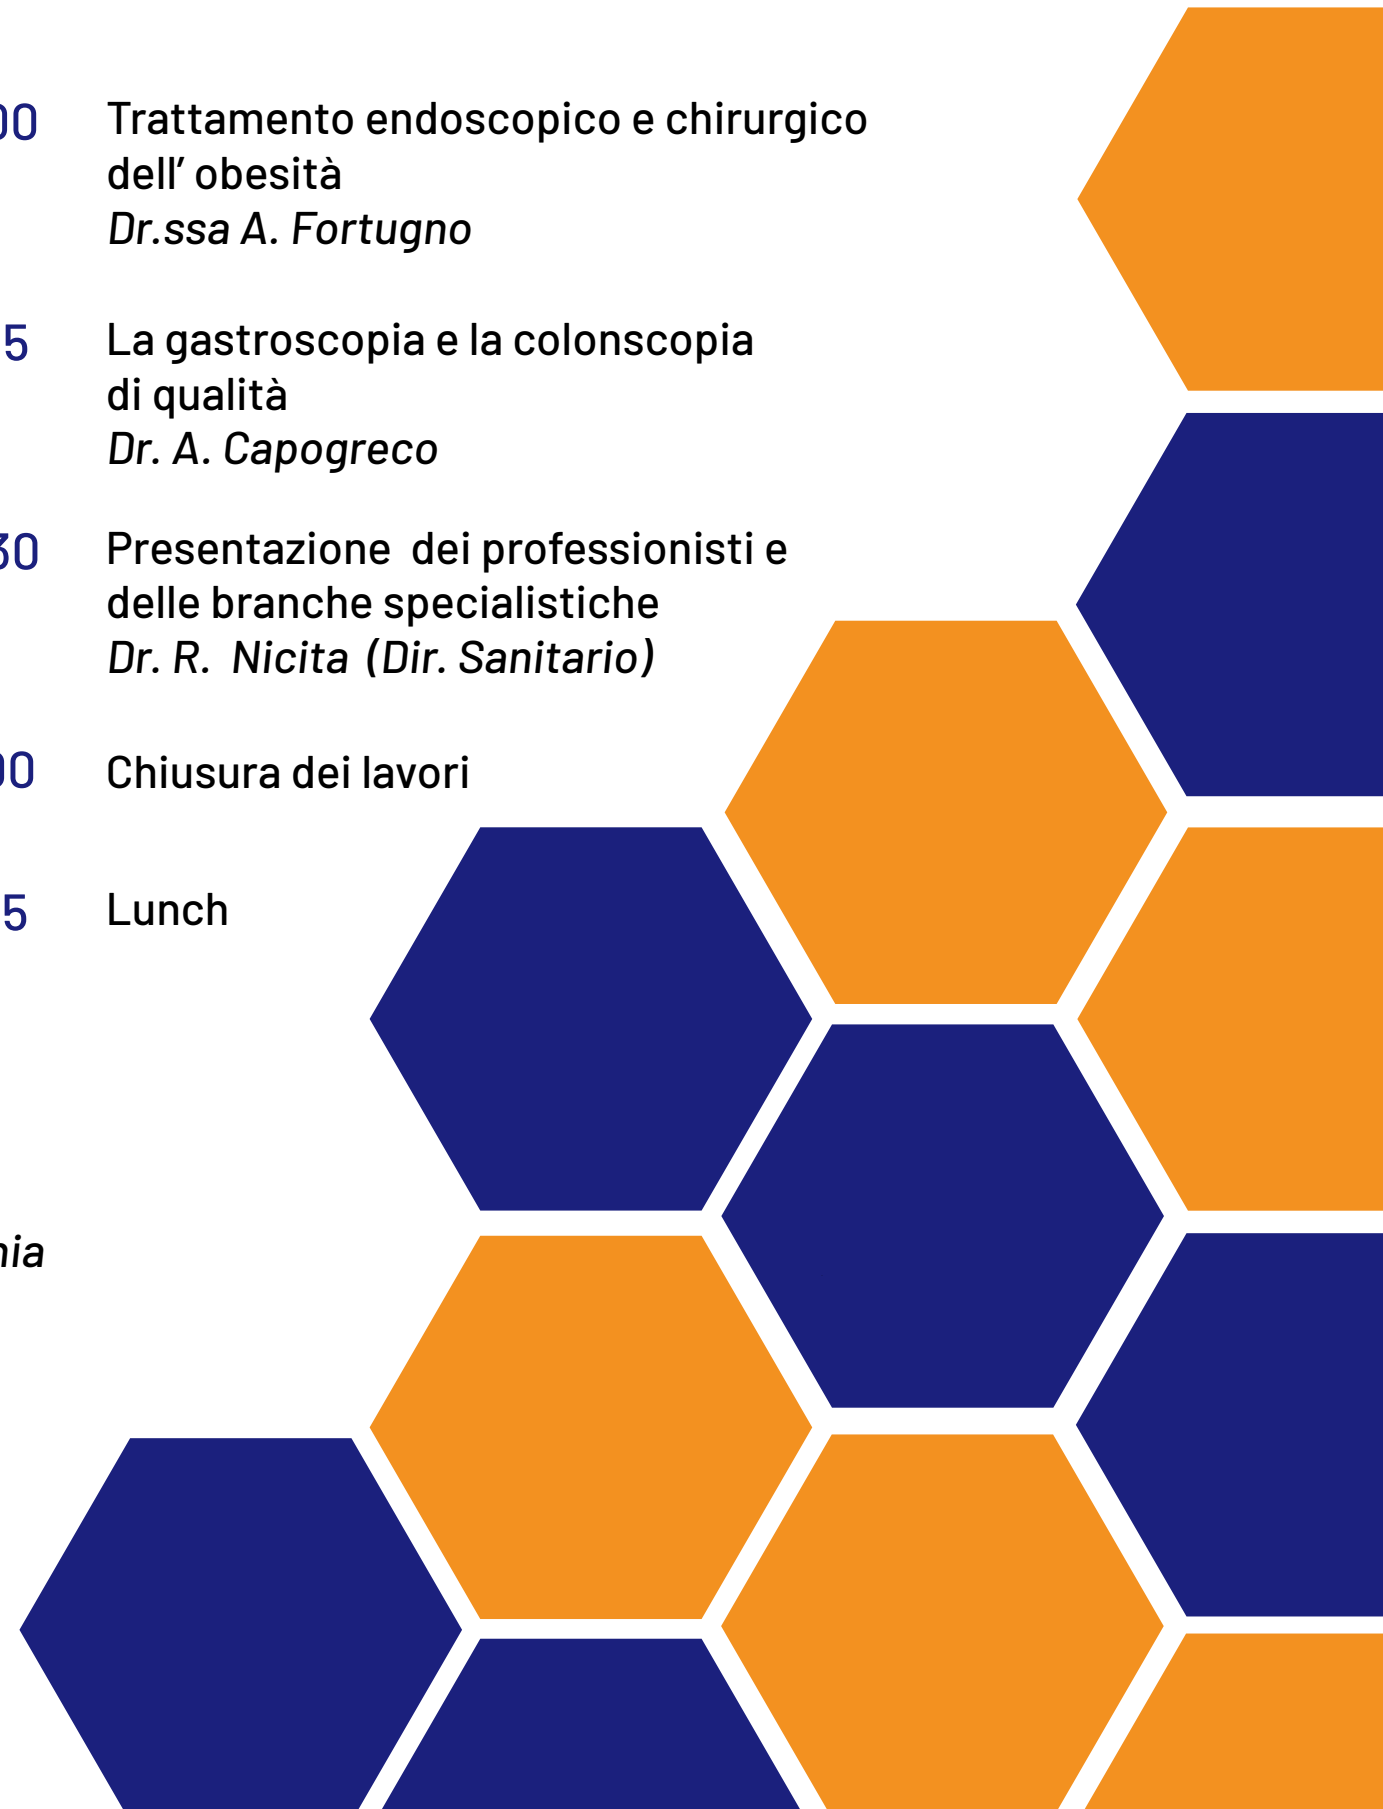 00 Trattamento endoscopico e chirurgico
dell’ obesità
Dr.ssa A. Fortugno
5 La gastroscopia e la colonscopia
di qualità
Dr. A. Capogreco
30 Presentazione dei professionisti e
delle branche specialistiche
Dr. R. Nicita (Dir. Sanitario)
00 Chiusura dei lavori
5 Lunch
nia